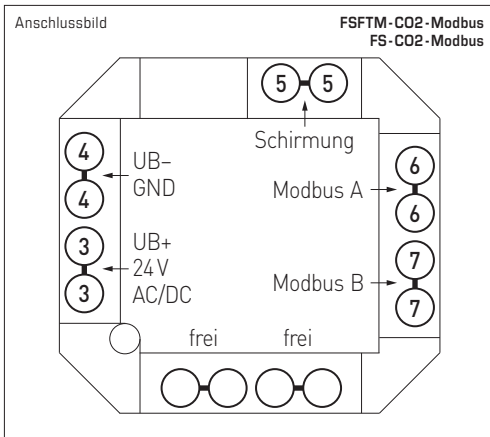 Anschlussbild
FSFTM-CO2-Modbus
FS-CO2-Modbus
5 5
Schirmung
4
4
UB–
GND
3
3
UB+
24 V
AC/DC
Modbus A
6
6
Modbus B
7
7
frei frei